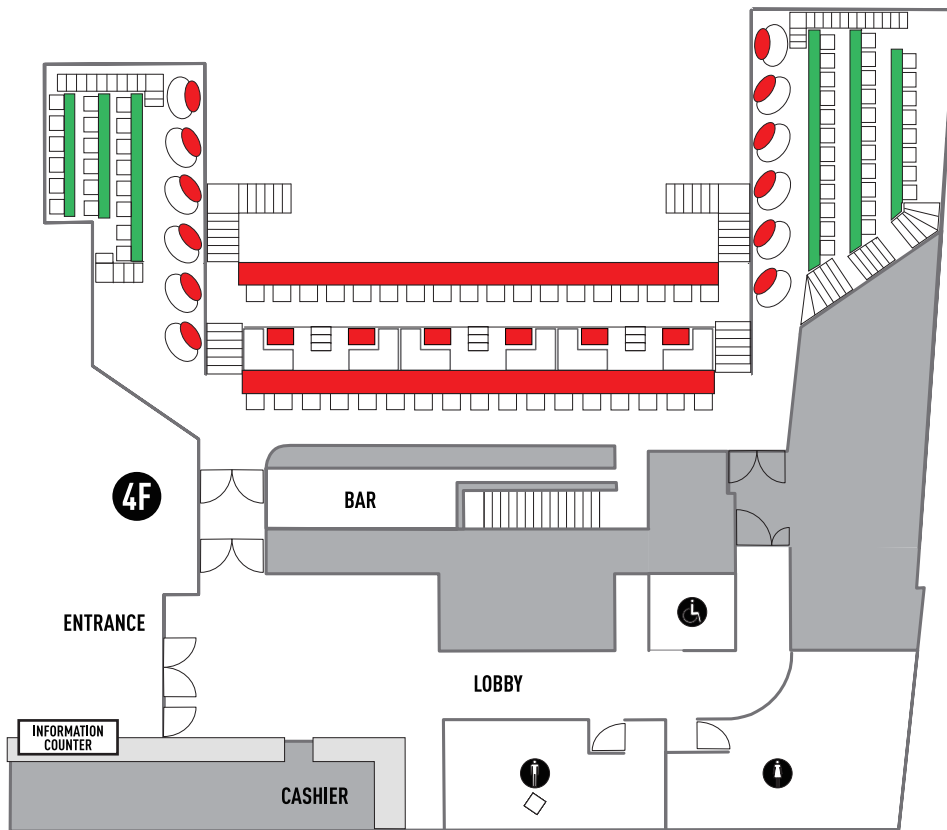 4F
BAR
ENTRANCE
LOBBY
INFORMATION
COUNTER
CASHIER